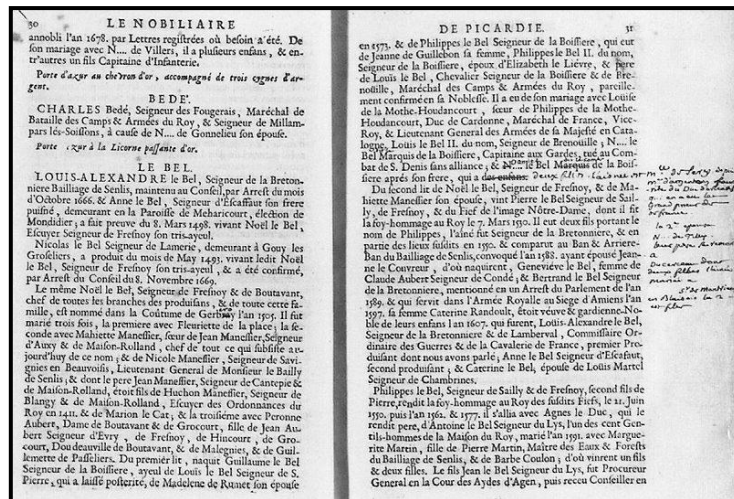 30 LE NOBILIAIRE
annobli l'an 1678. par Lettres registrées où besoin a été. De
son mariage avec N.... de Villers, il a plusieurs enfans, & en-
tr'autres un fils Capitaine d'Infanterie.
Porte d'azur au chevron d'or, accompagné de trois cygnes d'ar-
gent.
BEDE'.
CHARLES Bedé, Seigneur des Fougerais, Maréchal de
Bataille des Camps & Armées du Roy, & Seigneur de Millam-
pars lés-Soissons, à cause de N.... de Gonnelieu son épouse.
Porte azur à la Licorne passante d'or.
LE BEL.
LOUIS-ALEXANDRE le Bel, Seigneur de la Breton-
niere Bailliage de Senlis, maintenu au Conseil, par Arrest du mois
d'Octobre 1666. & Anne le Bel, Seigneur d'Escaffaut son frere
puisné, demeurant en la Paroisse de Meharicourt, élection de
Mondidier; a fait preuve du 8. Mars 1498. vivant Noël le Bel,
Escuyer Seigneur de Fresnoy son tris-ayeul.
Nicolas le Bel Seigneur de Lamerie, demeurant à Gouy les
Groseliers, a produit du mois de May 1493. vivant ledit Noël
le Bel, Seigneur de Fresnoy son tris-ayeul, & a été confirmé,
par Arrest du Conseil du 8. Novembre 1669.
Le même Noël le Bel, Seigneur de Fresnoy & de Boutavant,
chef de toutes les branches des produisans, & de toute cette fa-
mille, est nommé dans la Coûtume de l'an 1505. Il fut
marié trois fois, la premiere avec Fleuriette de la place; la se-
conde avec Mahiette Manessier, sœur de Jean Manessier, Seigneur
d'Auxy & de Maison-Rolland, chef de tout ce qui subsiste au-
jourd'huy de ce nom; & de Nicole Manessier, Seigneur de Savi-
gnies en Beauvoisis, Lieutenant General de Monsieur le Bailly
de Senlis; & dont le pere Jean Manessier, Seigneur de Cantepie &
de Maison-Rolland, étoit fils de Huchon Manessier, Seigneur de
Blangy & de Maison-Rolland, Escuyer des Ordonnances du
Roy en 1411. & de Marion le Cat; & la troisiéme avec Peronne
Aubert, Dame de Boutavant & de Grocourt, fille de Jean Au-
bert Seigneur d'Evry, de Fresnoy, de Hincourt, de Gro-
court, Doudeauville de Boutavant, & de Malegnies, & de Guil-
lemette de Passeliers. Du premier lit, naquit Guillaume le Bel
Seigneur de la Boissiere, ayeul de Louis le Bel Seigneur de S.
Pierre, qui a laissé posterité, de Madelene de Rumet son épouse
DE PICARDIE. 31
en 1573. & de Philippes le Bel Seigneur de la Boissiere, qui eut
de Jeanne de Guillebon sa femme, Philippes le Bel II. du nom,
Seigneur de la Boissiere, époux d'Elizabeth le Liévre, & pere
de Louis le Bel, Chevalier Seigneur de la Boissiere & de Bre-
nouille, Maréchal des Camps & Armées du Roy, pareille-
ment confirmé en sa Noblesse. Il a eu de son mariage avec Louise
de la Mothe-Houdancourt, sœur de Philippes de la Mothe-
Houdancourt, Duc de Cardonne, Maréchal de France, Vice-
Roy, & Lieutenant General des Armées de sa Majesté en Cata-
logne, Louis le Bel II. du nom, Seigneur de Brenouille; N.... le
Bel Marquis de la Boissiere, Capitaine aux Gardes, tué au Com-
bat de S. Denis sans alliance; & N.... le Bel Marquis de la Bois-
siere aprés son frere, qui a des enfans.
Du second lit de Noël le Bel, Seigneur de Fresnoy, & de Ma-
hiette Manessier son épouse, vint Pierre le Bel Seigneur de Sail-
ly, de Fresnoy, & du Fief de l'image Nôtre-Dame, dont il fit
la foy-hommage au Roy le 7. Mars 1530. Il eut deux fils portant le
nom de Philippes, l'aîné fut Seigneur de la Bretonniere, & en
partie des lieux susdits en 1550. & comparut au Ban & Arriere-
Ban du Bailliage de Senlis, convoqué l'an 1588. ayant épousé Jean-
ne le Couvreur, d'où naquirent, Geneviéve le Bel, femme de
Claude Aubert Seigneur de Condé; & Bertrand le Bel Seigneur
de la Bretonniere, mentionné en un Arrest du Parlement de l'an
1589. & qui servit dans l'Armée Royalle au Siege d'Amiens l'an
1597. sa femme Caterine Randoult, étoit veuve & gardienne-No-
ble de leurs enfans l'an 1607. qui furent, Louis-Alexandre le Bel,
Seigneur de la Bretonniere & de Lamberval, Commissaire Or-
dinaire des Guerres & de la Cavalerie de France, premier Pro-
duisant dont nous avons parlé; Anne le Bel Seigneur d'Escafaut,
second produisant; & Caterine le Bel, épouse de Louis Martel
Seigneur de Chambrines.
Philippes le Bel, Seigneur de Sailly & de Fresnoy, second fils de
Pierre, rendit la foy-hommage au Roy des susdits Fiefs, le 21. Juin
1550. puis l'an 1562. & 1577. il s'allia avec Agnes le Duc, qui le
rendit pere, d'Antoine le Bel Seigneur du Lys, l'un des cent Gen-
tils-hommes de la Maison du Roy, marié l'an 1591. avec Margue-
rite Martin, fille de Pierre Martin, Maître des Eaux & Forests
du Bailliage de Senlis, & de Barbe Coulon; d'où vinrent un fils
& deux filles. Le fils Jean le Bel Seigneur du Lys, fut Procureur
General en la Cour des Aydes d'Agen, puis receu Conseiller en